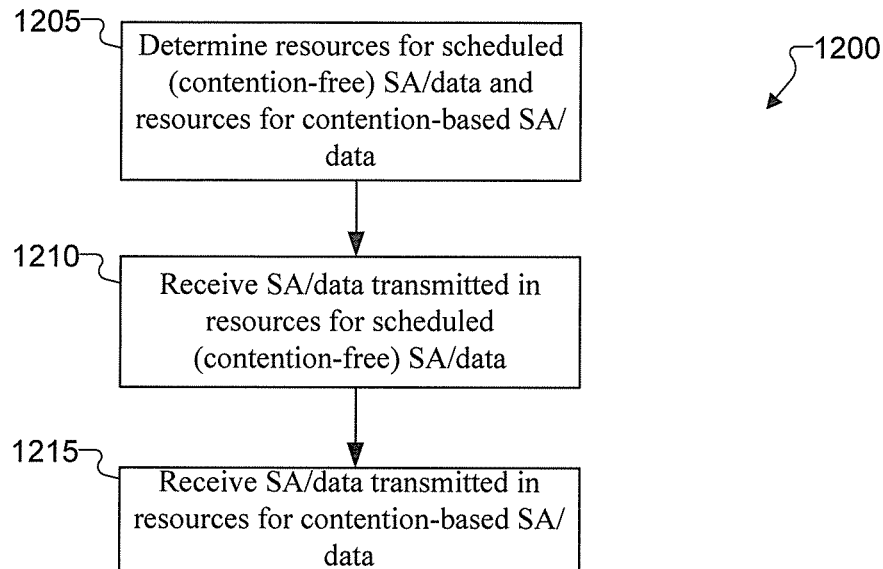 1205
Determine resources for scheduled
(contention-free) SA/data and
resources for contention-based SA/
data
1200
1210
Receive SA/data transmitted in
resources for scheduled
(contention-free) SA/data
1215
Receive SA/data transmitted in
resources for contention-based SA/
data